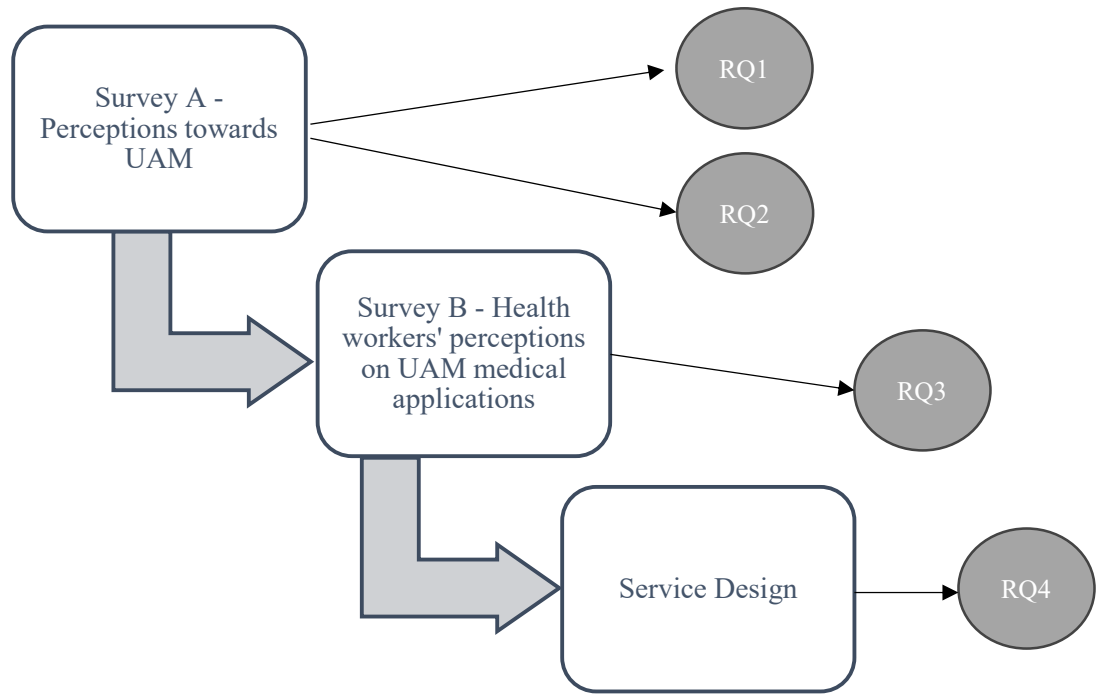 Survey A -
Perceptions towards
UAM
RQ1
RQ2
Survey B - Health
workers' perceptions
on UAM medical
applications
RQ3
Service Design
RQ4